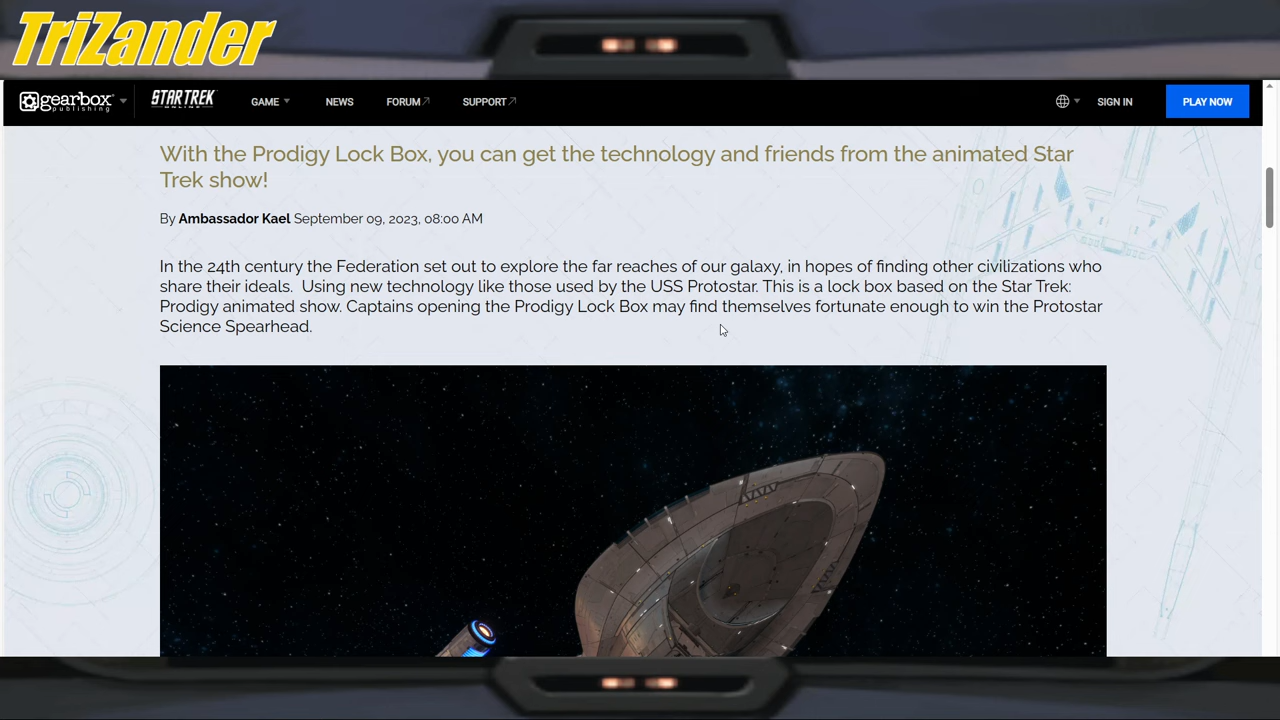 TriZander
gearbox publishing STAR TREK ONLINE GAME NEWS FORUM SUPPORT SIGN IN PLAY NOW
With the Prodigy Lock Box, you can get the technology and friends from the animated Star
Trek show!
By Ambassador Kael September 09, 2023, 08:00 AM
In the 24th century the Federation set out to explore the far reaches of our galaxy, in hopes of finding other civilizations who
share their ideals.  Using new technology like those used by the USS Protostar. This is a lock box based on the Star Trek:
Prodigy animated show. Captains opening the Prodigy Lock Box may find themselves fortunate enough to win the Protostar
Science Spearhead.